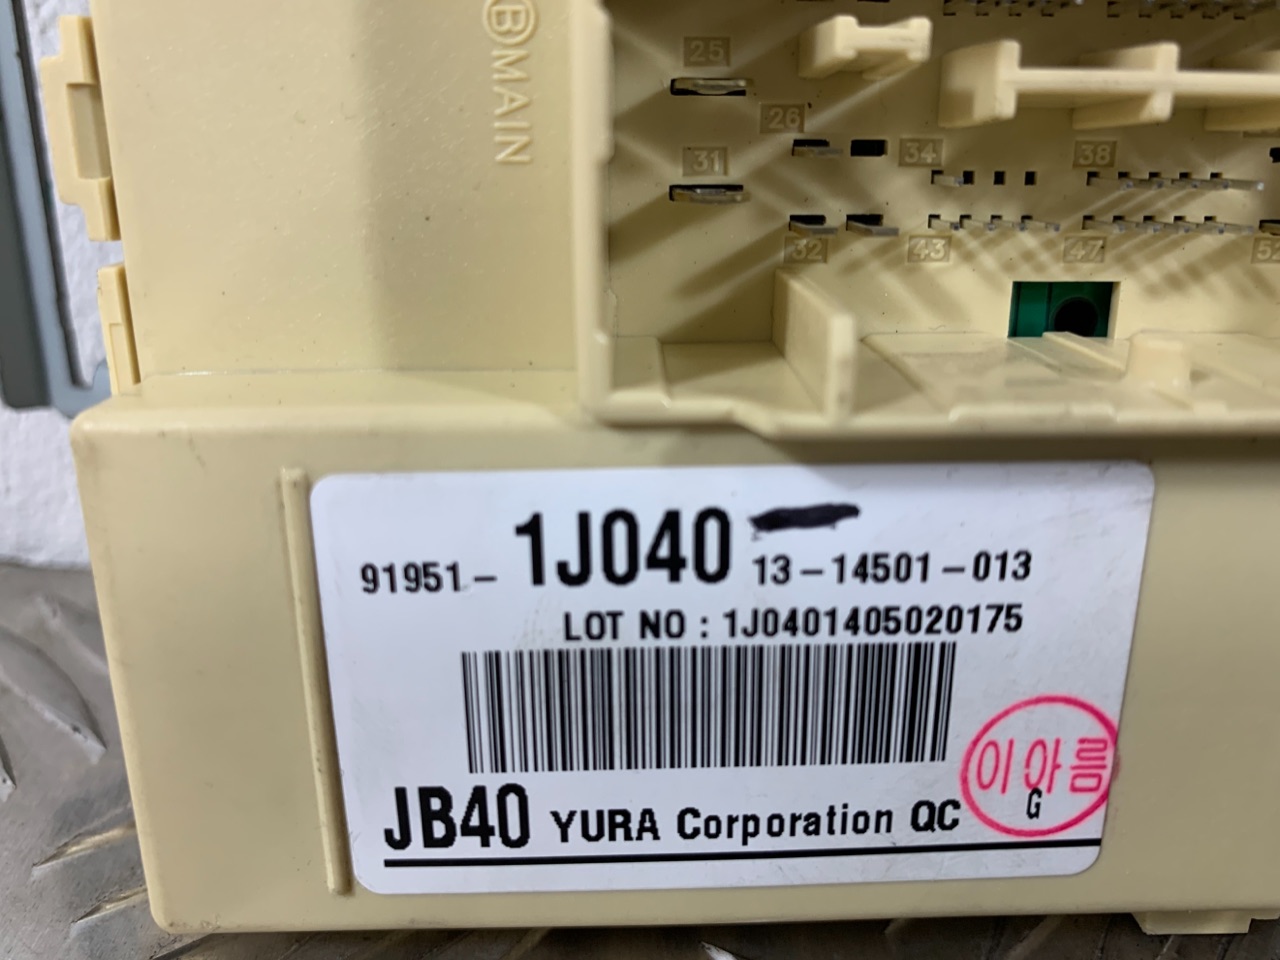 ⒷMAIN
25
26
31
34
38
32
43
47
52
91951-1J040 13-14501-013
LOT NO : 1J0401405020175
JB40 YURA Corporation QC
이아름
G